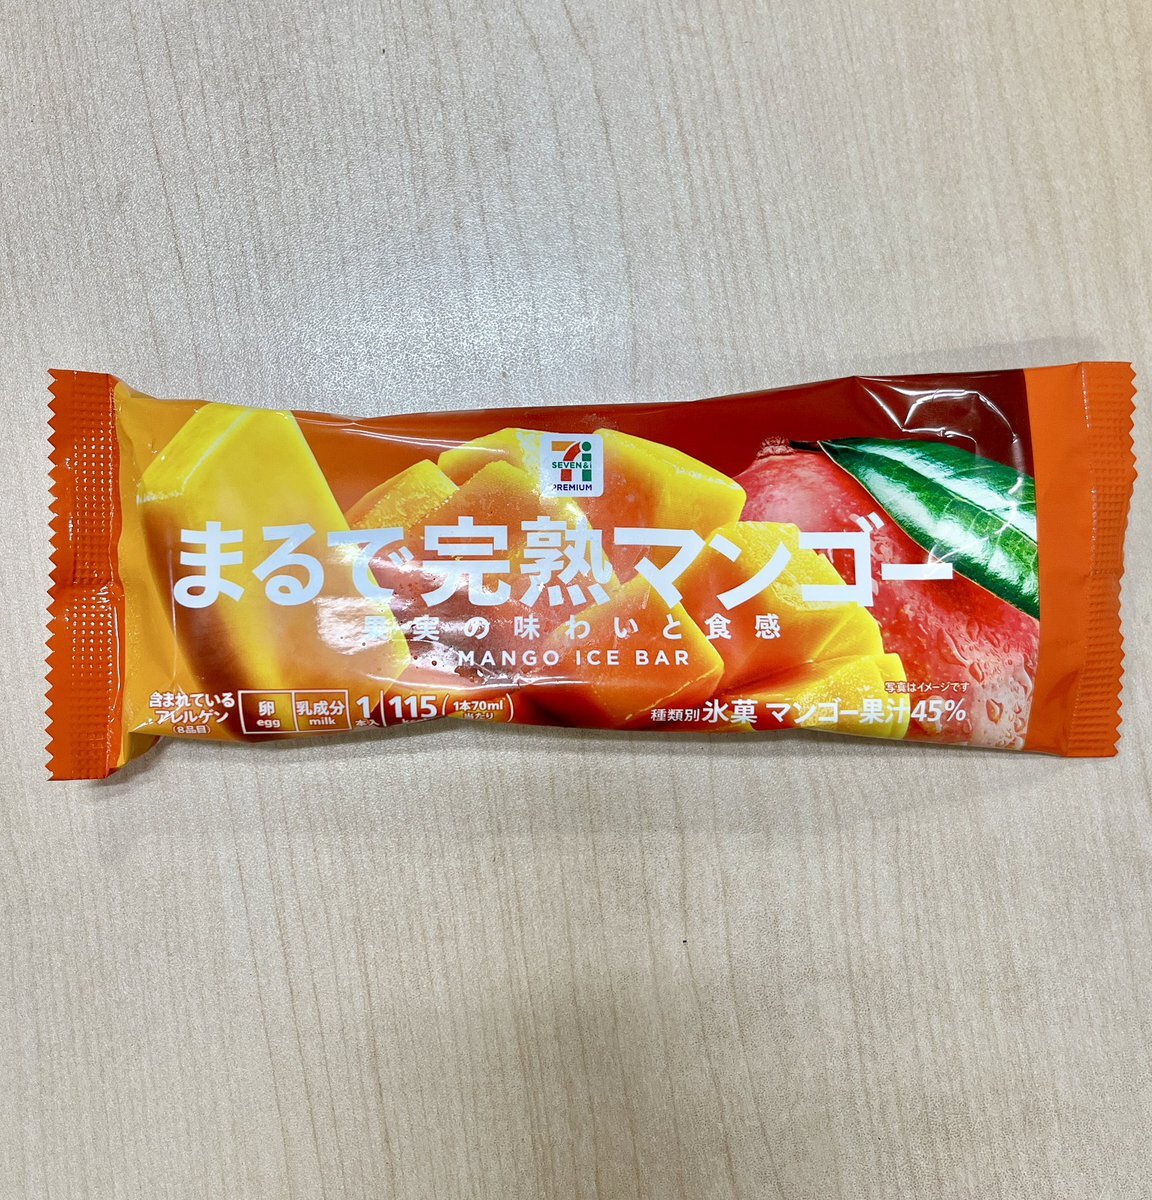 7i
SEVEN&i
PREMIUM
まるで完熟マンゴー
果実の味わいと食感
MANGO ICE BAR
写真はイメージです
含まれている
アレルゲン
(8品目)
卵
egg
乳成分
milk
1
本入
115
1本70ml
当たり
種類別 氷菓 マンゴー果汁45%